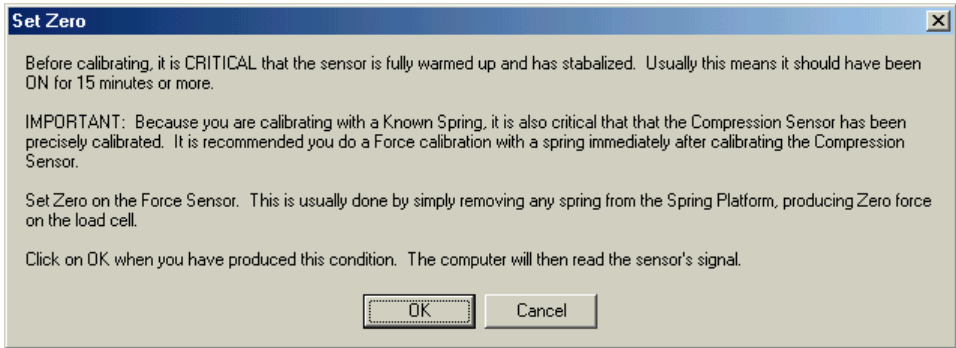 Set Zero
Before calibrating, it is CRITICAL that the sensor is fully warmed up and has stabalized.  Usually this means it should have been
ON for 15 minutes or more.
IMPORTANT:  Because you are calibrating with a Known Spring, it is also critical that that the Compression Sensor has been
precisely calibrated.  It is recommended you do a Force calibration with a spring immediately after calibrating the Compression
Sensor.
Set Zero on the Force Sensor.  This is usually done by simply removing any spring from the Spring Platform, producing Zero force
on the load cell.
Click on OK when you have produced this condition.  The computer will then read the sensor's signal.
OK
Cancel